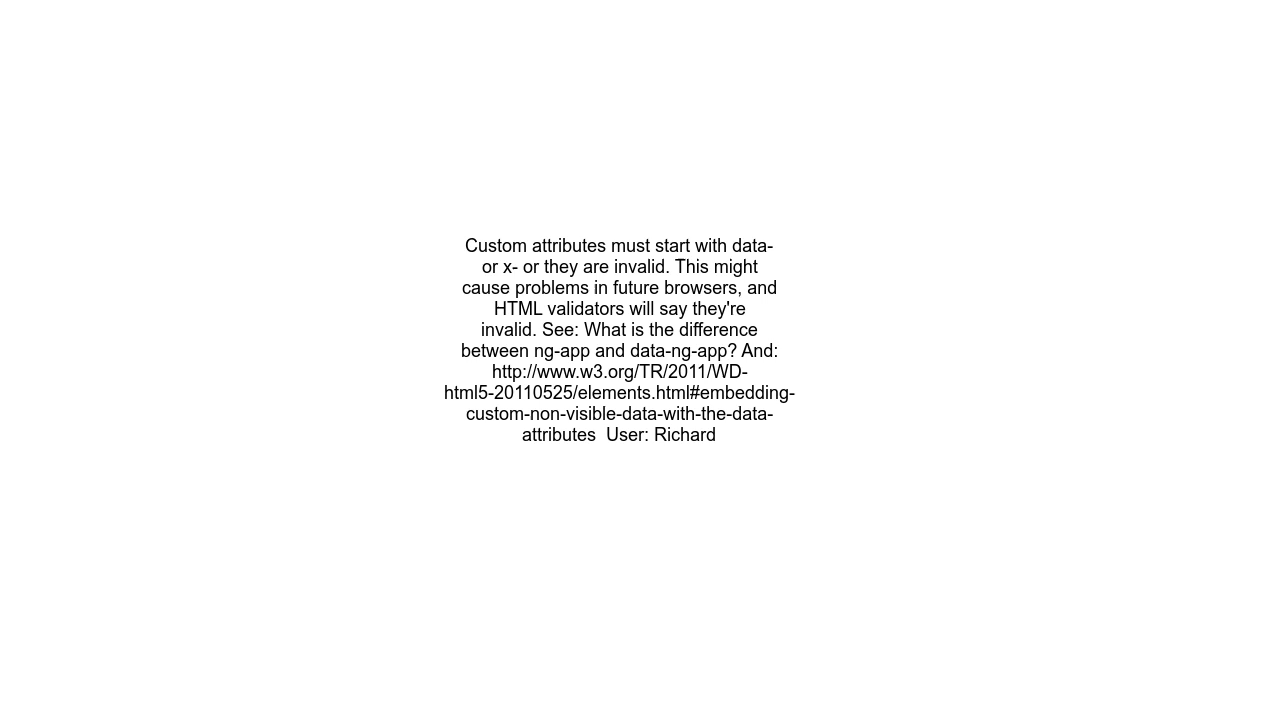 Custom attributes must start with data-
or x- or they are invalid. This might
cause problems in future browsers, and
HTML validators will say they're
invalid. See: What is the difference
between ng-app and data-ng-app? And:
http://www.w3.org/TR/2011/WD-
html5-20110525/elements.html#embedding-
custom-non-visible-data-with-the-data-
attributes  User: Richard